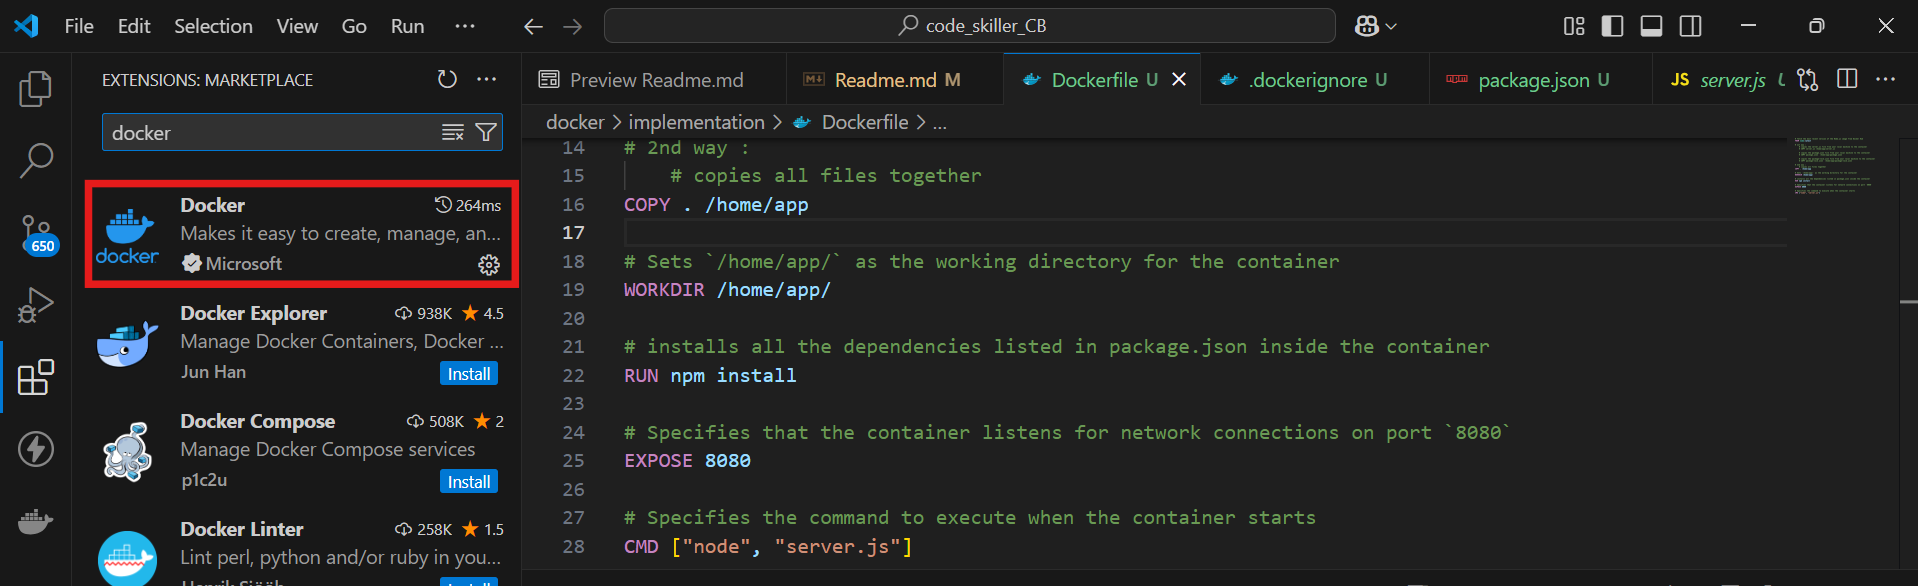 File Edit Selection View Go Run ···
code_skiller_CB
EXTENSIONS: MARKETPLACE
docker
Docker 264ms
Makes it easy to create, manage, an...
Microsoft
docker
Docker Explorer 938K 4.5
Manage Docker Containers, Docker ...
Jun Han Install
Docker Compose 508K 2
Manage Docker Compose services
p1c2u Install
Docker Linter 258K 1.5
Lint perl, python and/or ruby in you...
650
Preview Readme.md Readme.md M Dockerfile U .dockerignore U package.json U JS server.js
docker > implementation > Dockerfile > ...
14 # 2nd way :
15 # copies all files together
16 COPY . /home/app
17
18 # Sets `/home/app/` as the working directory for the container
19 WORKDIR /home/app/
20
21 # installs all the dependencies listed in package.json inside the container
22 RUN npm install
23
24 # Specifies that the container listens for network connections on port `8080`
25 EXPOSE 8080
26
27 # Specifies the command to execute when the container starts
28 CMD ["node", "server.js"]